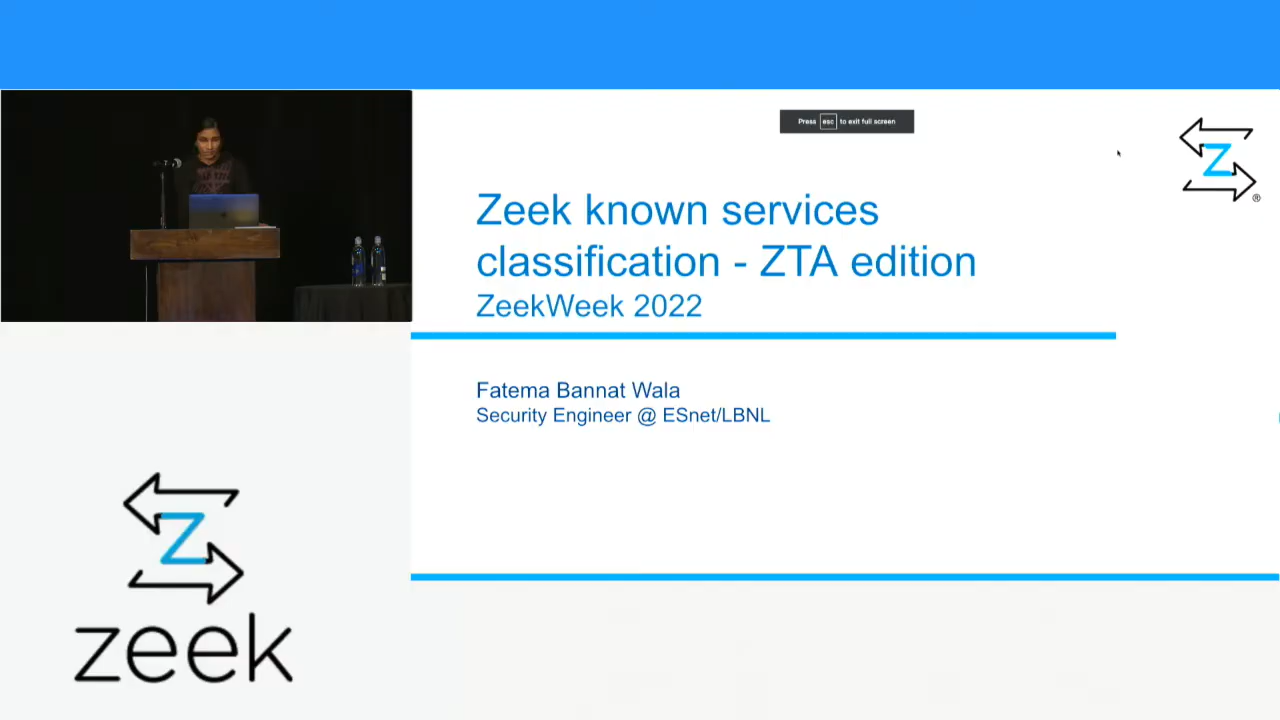 Press esc to exit full screen
Z
®
Zeek known services
classification - ZTA edition
ZeekWeek 2022
Fatema Bannat Wala
Security Engineer @ ESnet/LBNL
Z
zeek